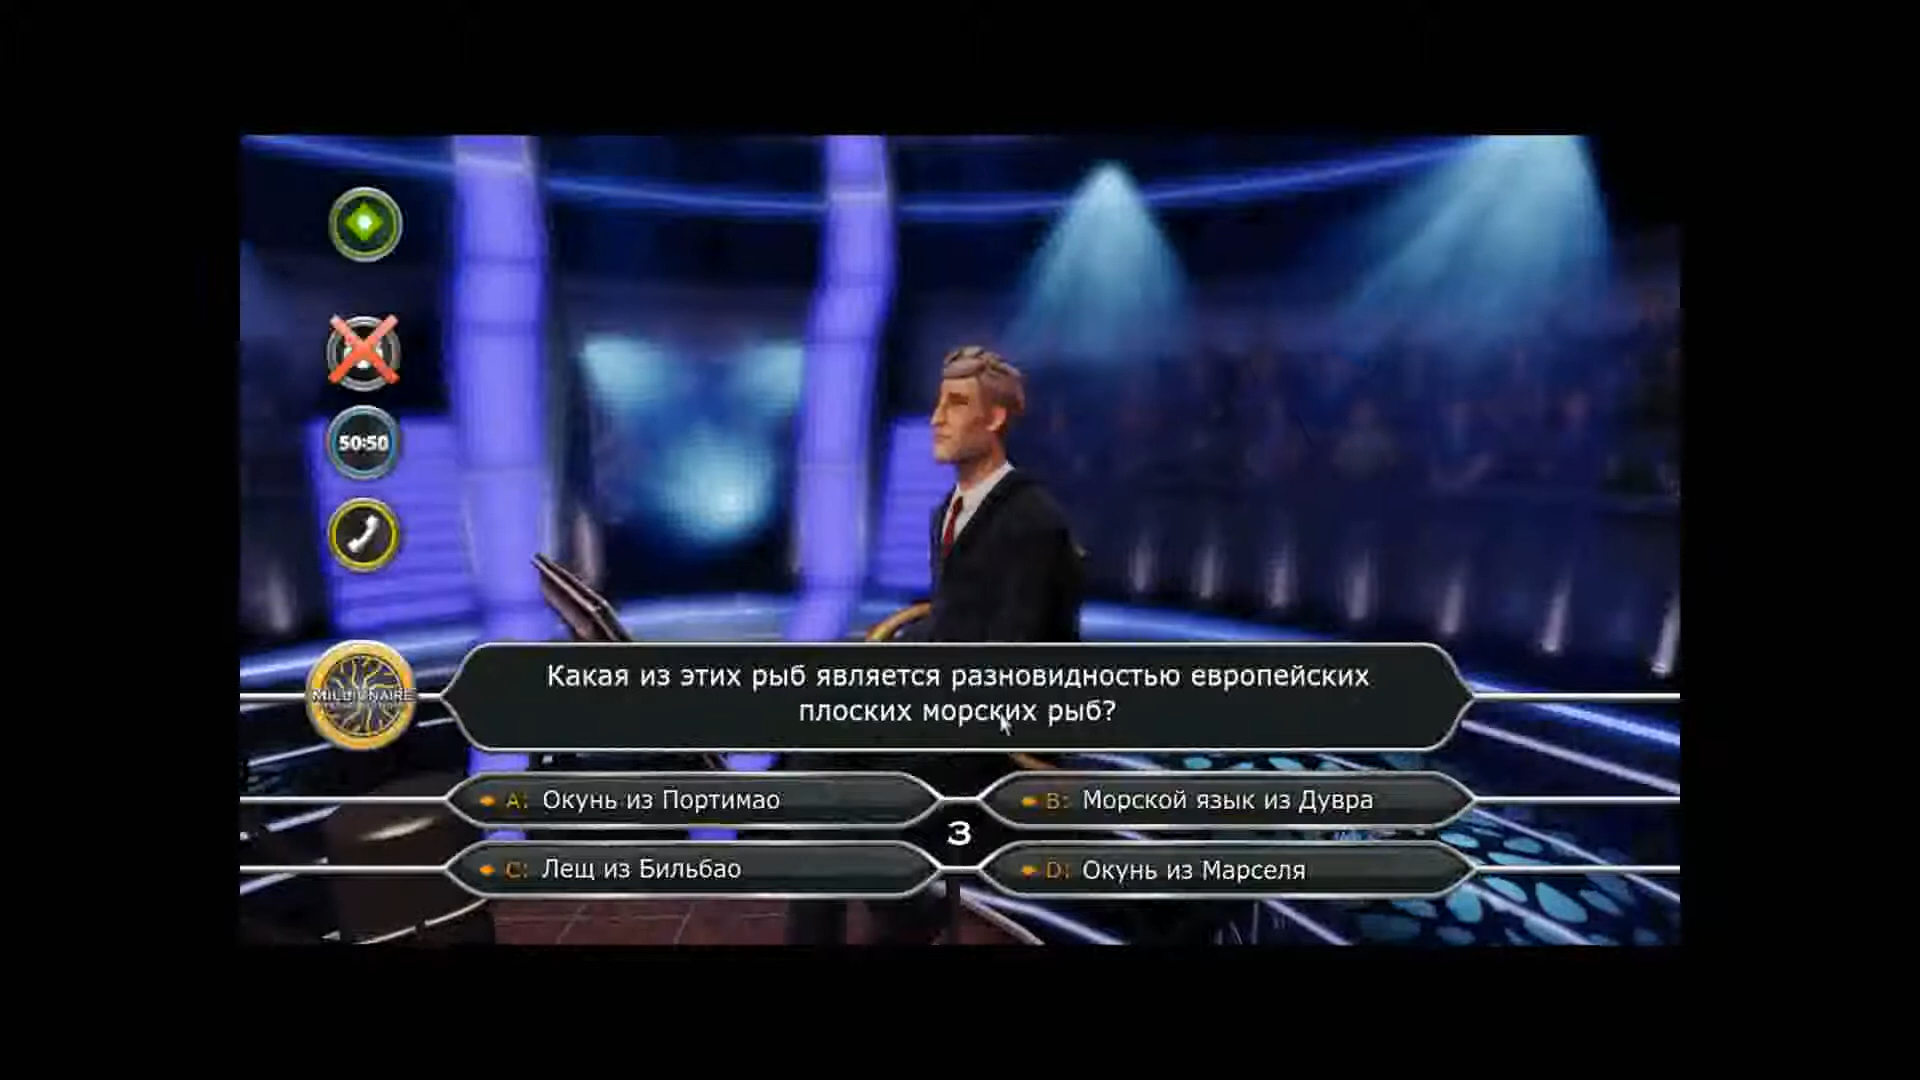 50:50
MILLIONAIRE
Какая из этих рыб является разновидностью европейских
плоских морских рыб?
A: Окунь из Портимао
B: Морской язык из Дувра
3
C: Лещ из Бильбао
D: Окунь из Марселя